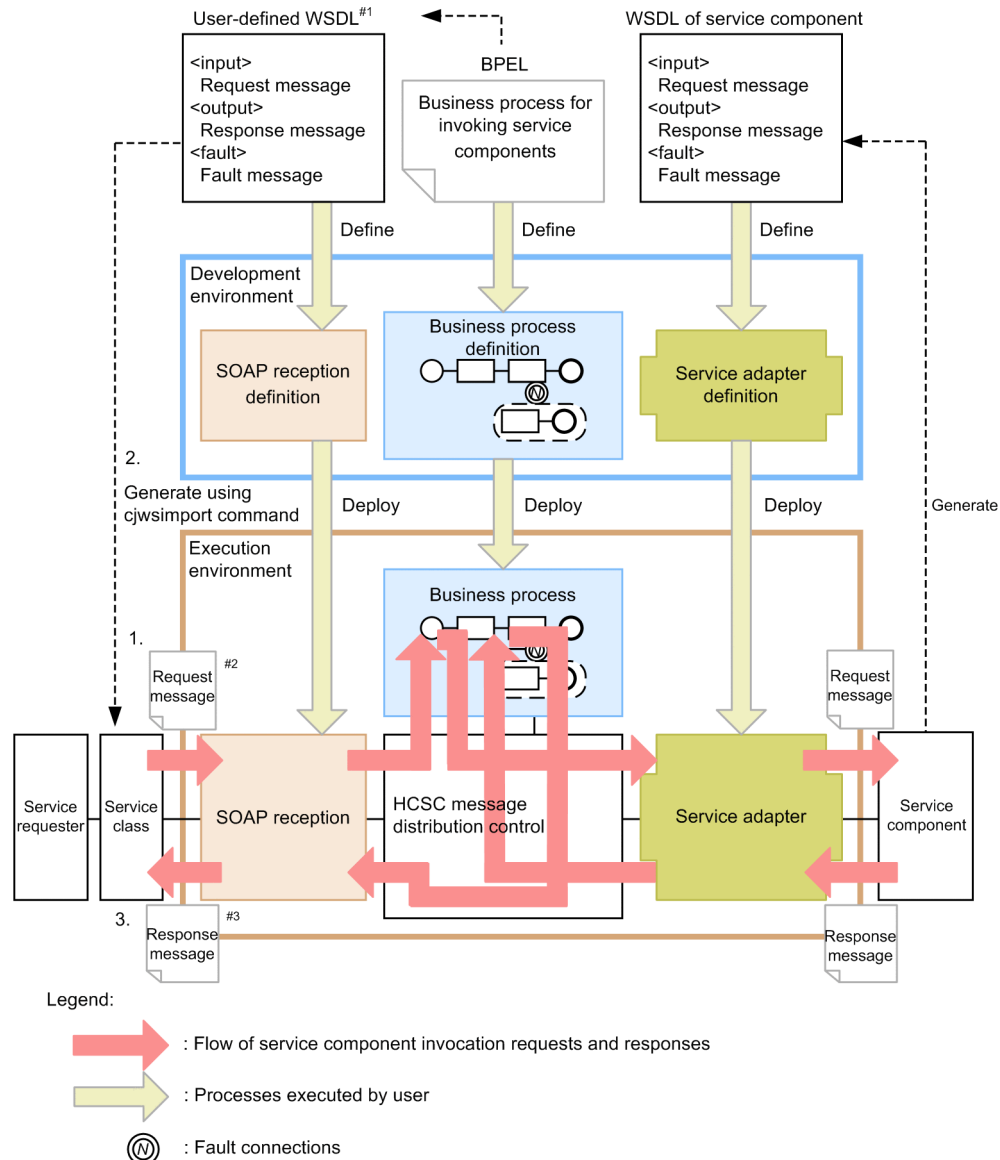 User-defined WSDL#1
WSDL of service component
<input>
Request message
<output>
Response message
<fault>
Fault message
BPEL
Business process for
invoking service
components
<input>
Request message
<output>
Response message
<fault>
Fault message
Define
Define
Define
Development
environment
SOAP reception
definition
Business process
definition
N
Service adapter
definition
2.
Generate using
cjwsimport command
Deploy
Deploy
Deploy
Generate
Execution
environment
Business process
N
1.
Request
message
#2
Request
message
Service
requester
Service
class
SOAP reception
HCSC message
distribution control
Service adapter
Service
component
3.
Response
message
#3
Response
message
Legend:
: Flow of service component invocation requests and responses
: Processes executed by user
N
: Fault connections